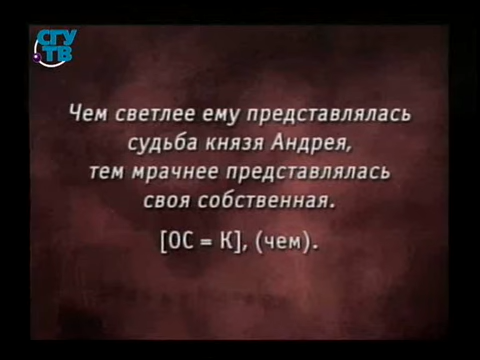 СГУ
ТВ
Чем светлее ему представлялась
судьба князя Андрея,
тем мрачнее представлялась
своя собственная.
[ОС = К], (чем).